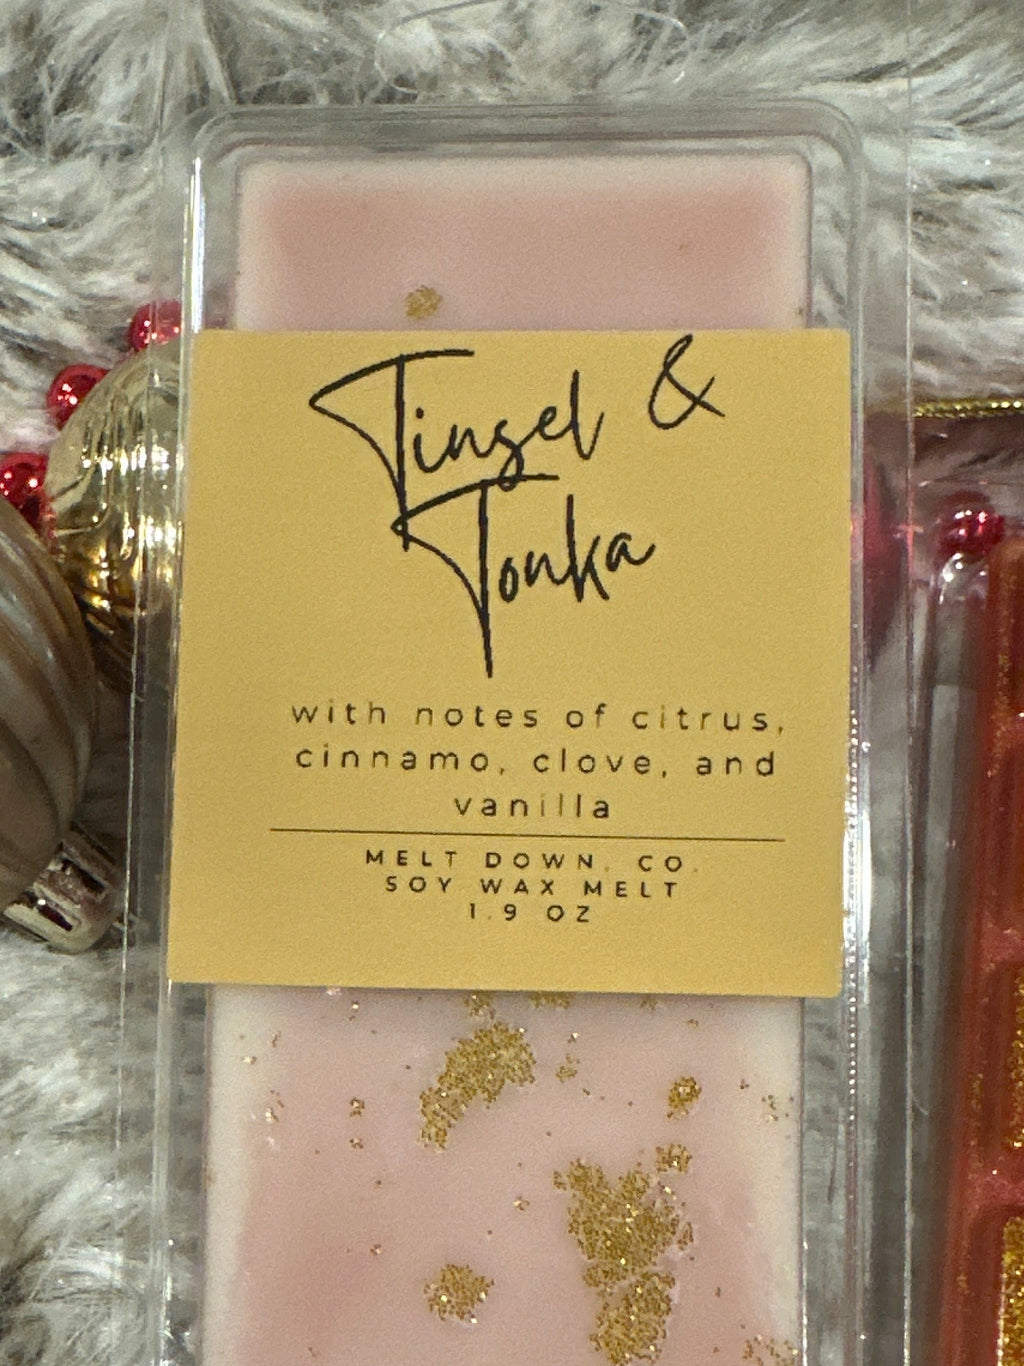 Tinsel &
Tonka
with notes of citrus,
cinnamo, clove, and
vanilla
MELT DOWN. CO.
SOY WAX MELT
1.9 OZ